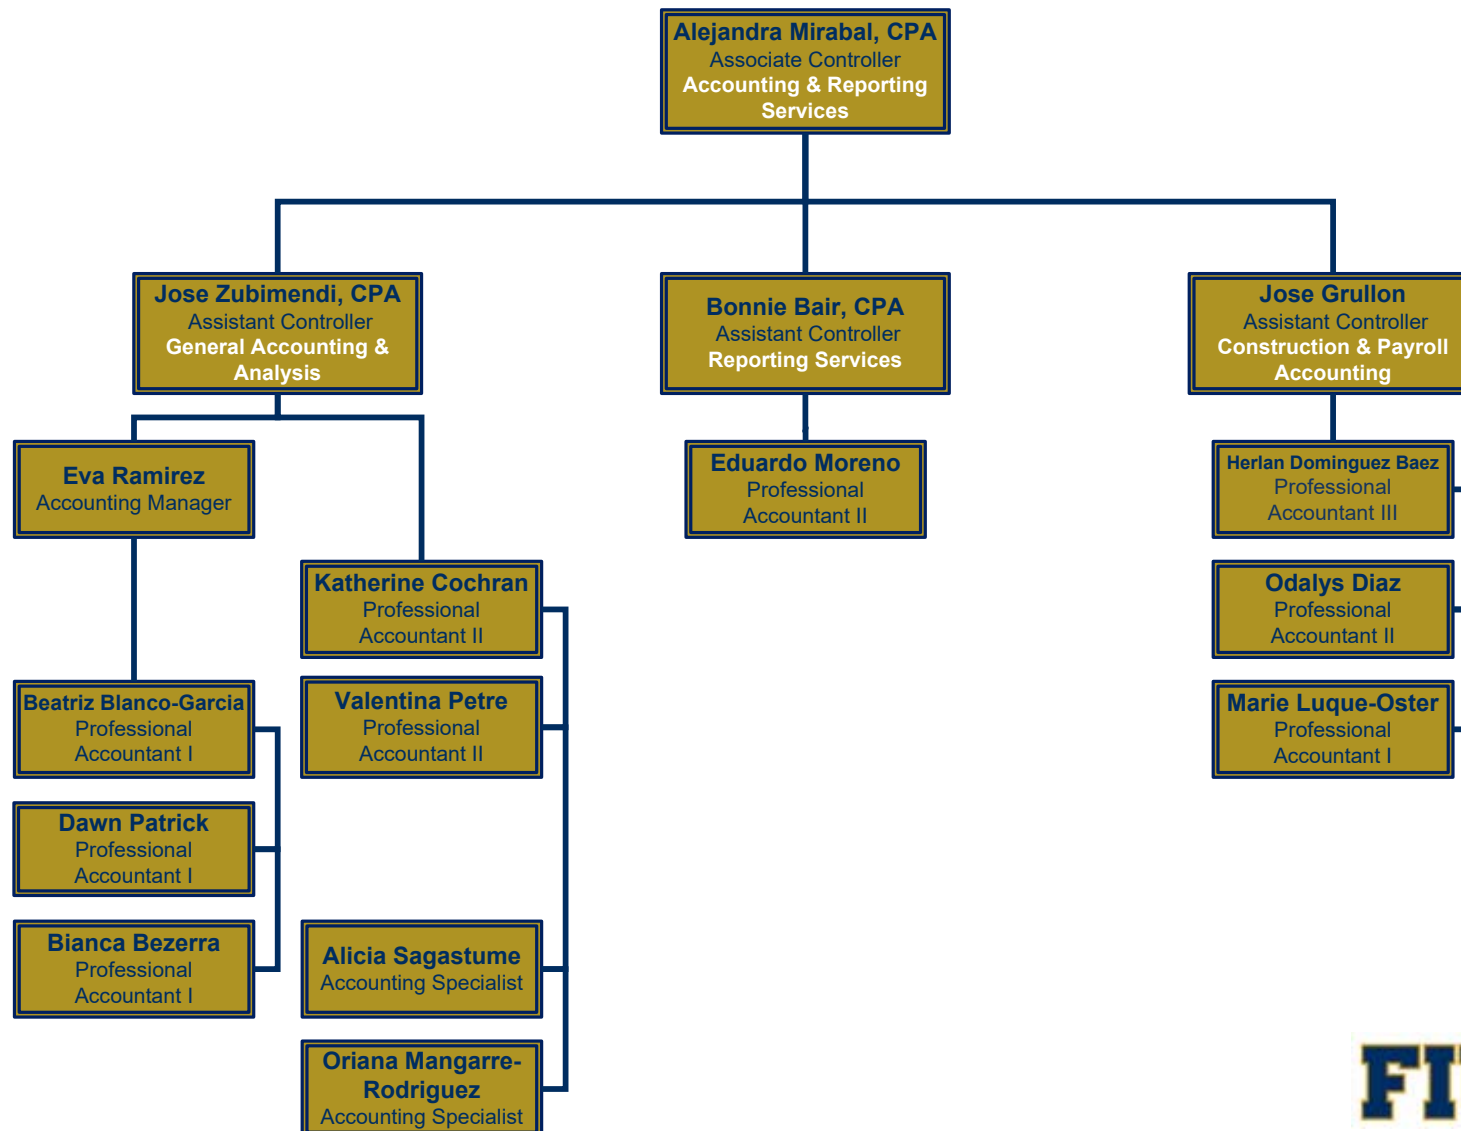 Alejandra Mirabal, CPA
Associate Controller
Accounting & Reporting
Services
Jose Zubimendi, CPA
Assistant Controller
General Accounting &
Analysis
Bonnie Bair, CPA
Assistant Controller
Reporting Services
Jose Grullon
Assistant Controller
Construction & Payroll
Accounting
Eva Ramirez
Accounting Manager
Eduardo Moreno
Professional
Accountant II
Herlan Dominguez Baez
Professional
Accountant III
Katherine Cochran
Professional
Accountant II
Odalys Diaz
Professional
Accountant II
Beatriz Blanco-Garcia
Professional
Accountant I
Valentina Petre
Professional
Accountant II
Marie Luque-Oster
Professional
Accountant I
Dawn Patrick
Professional
Accountant I
Bianca Bezerra
Professional
Accountant I
Alicia Sagastume
Accounting Specialist
Oriana Mangarre-
Rodriguez
Accounting Specialist